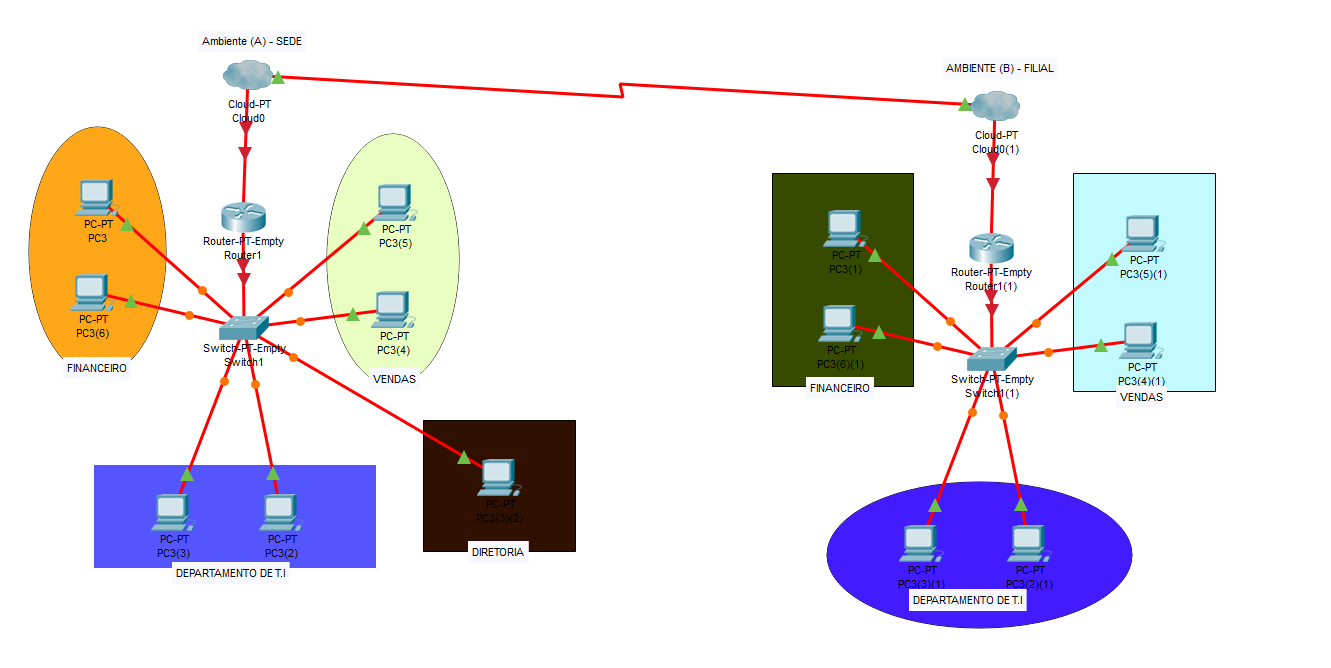 Ambiente (A) - SEDE
Cloud-PT
Cloud0
PC-PT
PC3
PC-PT
PC3(6)
FINANCEIRO
Router-PT-Empty
Router1
PC-PT
PC3(5)
PC-PT
PC3(4)
VENDAS
Switch-PT-Empty
Switch1
PC-PT
PC3(3)
PC-PT
PC3(2)
DEPARTAMENTO DE T.I
PC-PT
PC3(3)(2)
DIRETORIA
AMBIENTE (B) - FILIAL
Cloud-PT
Cloud0(1)
PC-PT
PC3(1)
PC-PT
PC3(6)(1)
FINANCEIRO
Router-PT-Empty
Router1(1)
PC-PT
PC3(5)(1)
PC-PT
PC3(4)(1)
VENDAS
Switch-PT-Empty
Switch1(1)
PC-PT
PC3(3)(1)
PC-PT
PC3(2)(1)
DEPARTAMENTO DE T.I